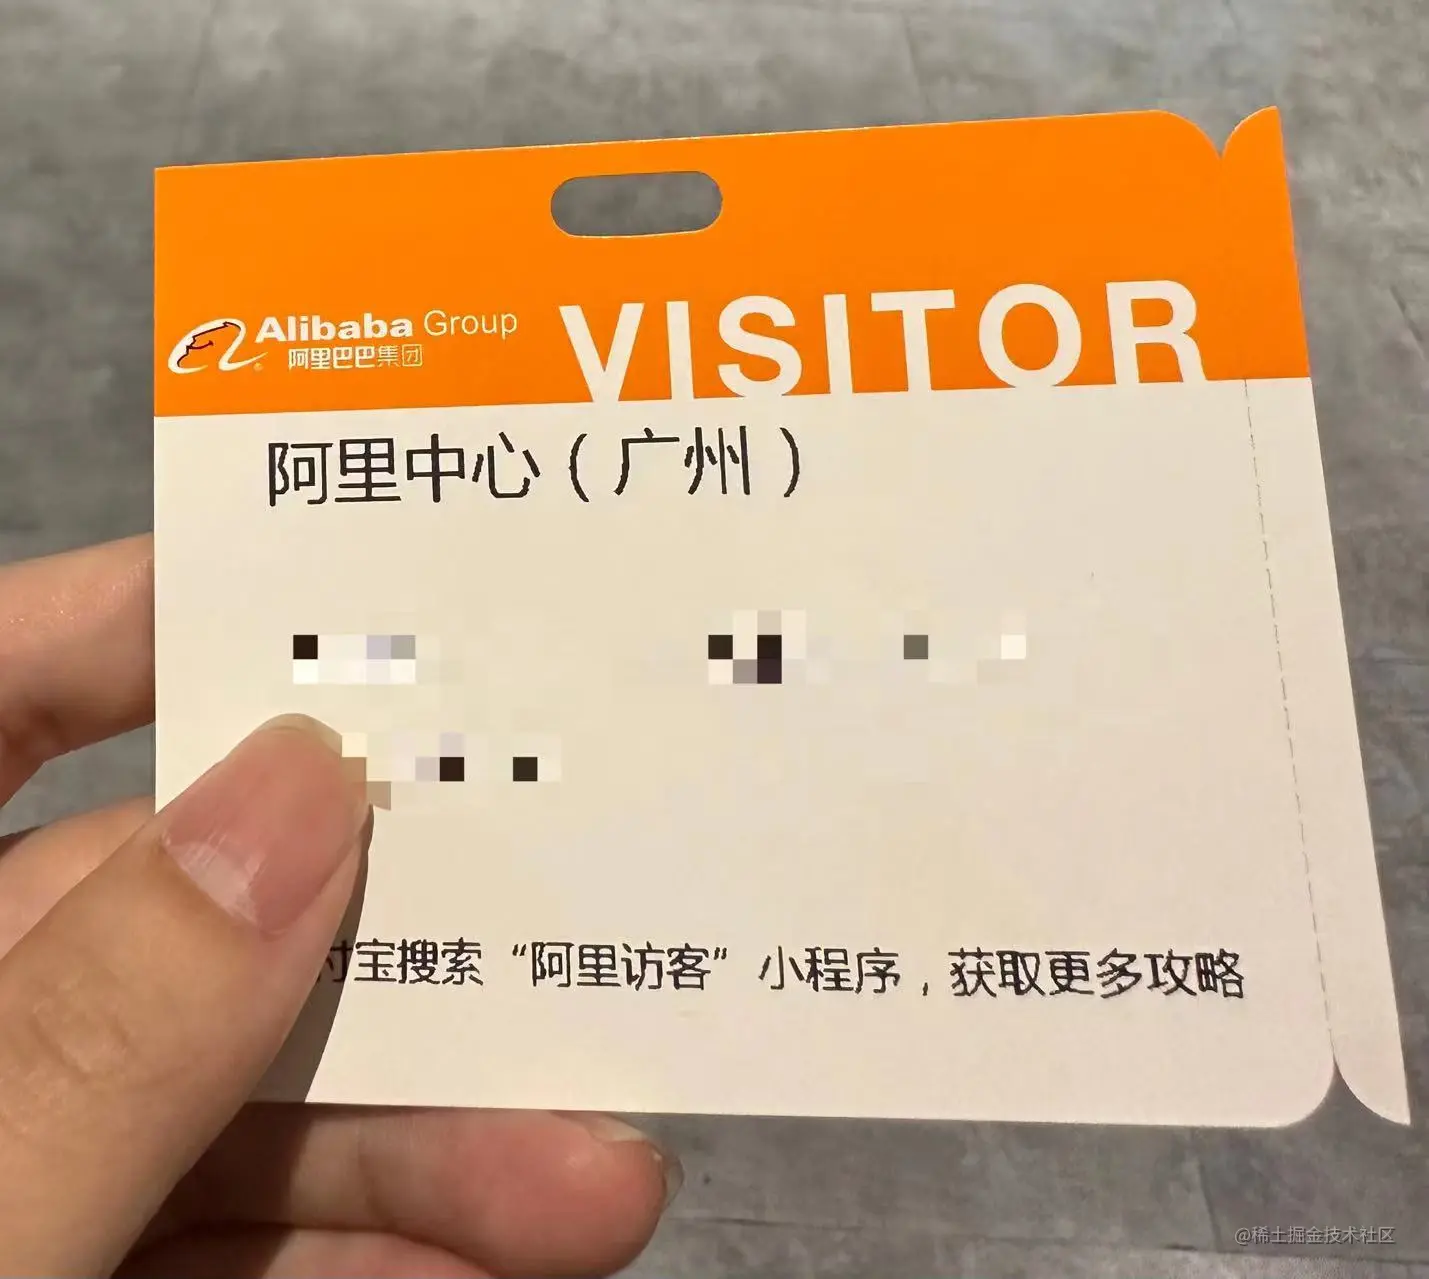 Alibaba Group
阿里巴巴集团
VISITOR
阿里中心（广州）
付宝搜索“阿里访客”小程序，获取更多攻略
@稀土掘金技术社区